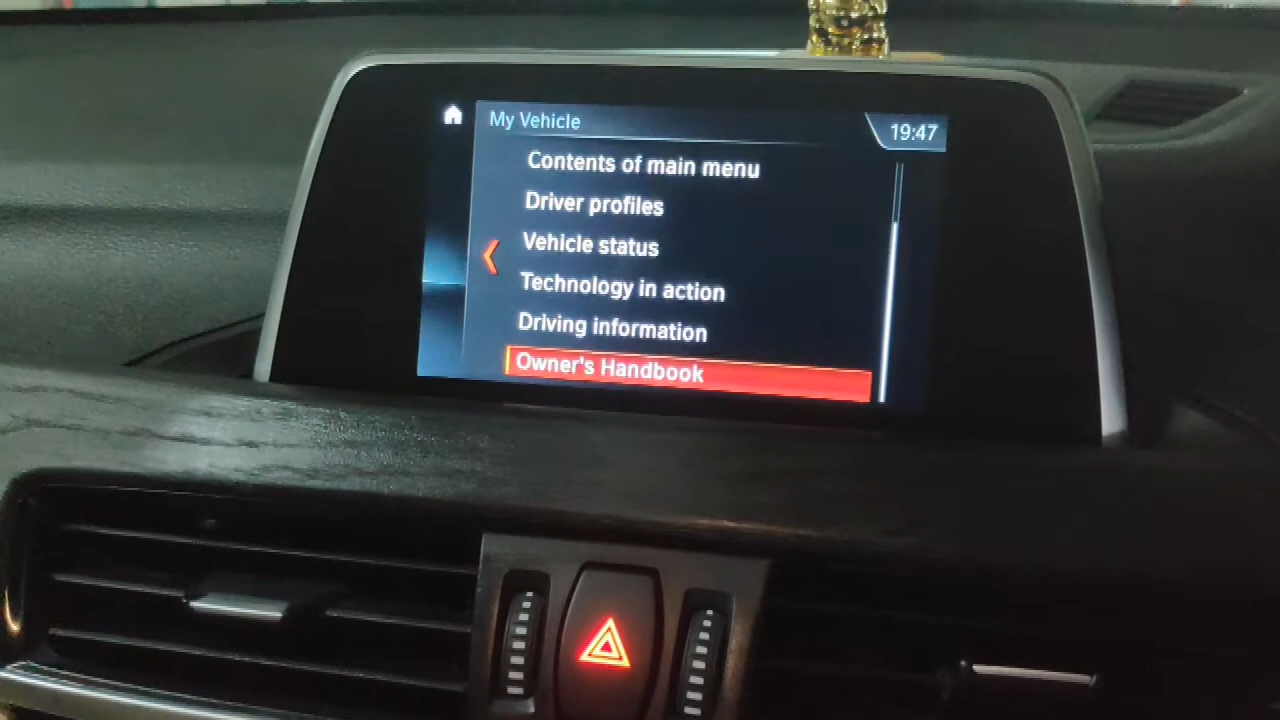 My Vehicle
19:47
Contents of main menu
Driver profiles
Vehicle status
Technology in action
Driving information
Owner's Handbook